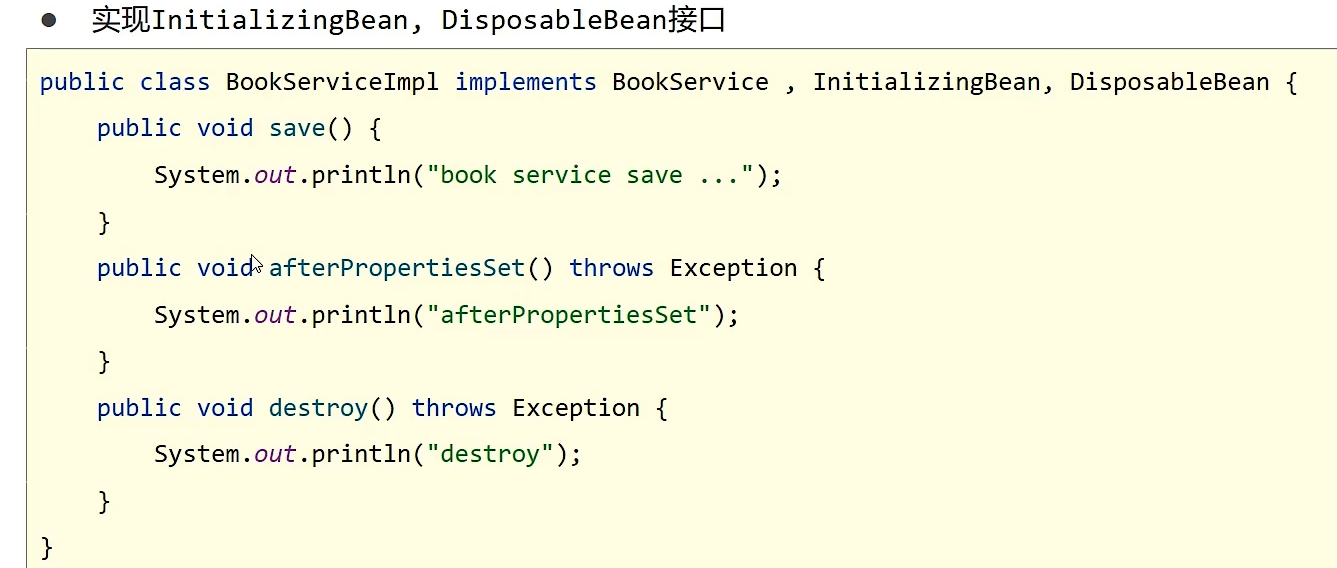 ● 实现InitializingBean, DisposableBean接口
public class BookServiceImpl implements BookService , InitializingBean, DisposableBean {
    public void save() {
        System.out.println("book service save ...");
    }
    public void afterPropertiesSet() throws Exception {
        System.out.println("afterPropertiesSet");
    }
    public void destroy() throws Exception {
        System.out.println("destroy");
    }
}